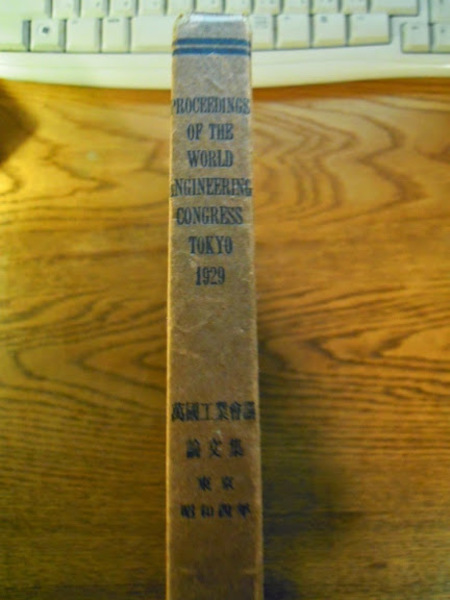 PROCEEDINGS
OF THE
WORLD
ENGINEERING
CONGRESS
TOKYO
1929
萬國工業會議
論文集
東京
昭和四年